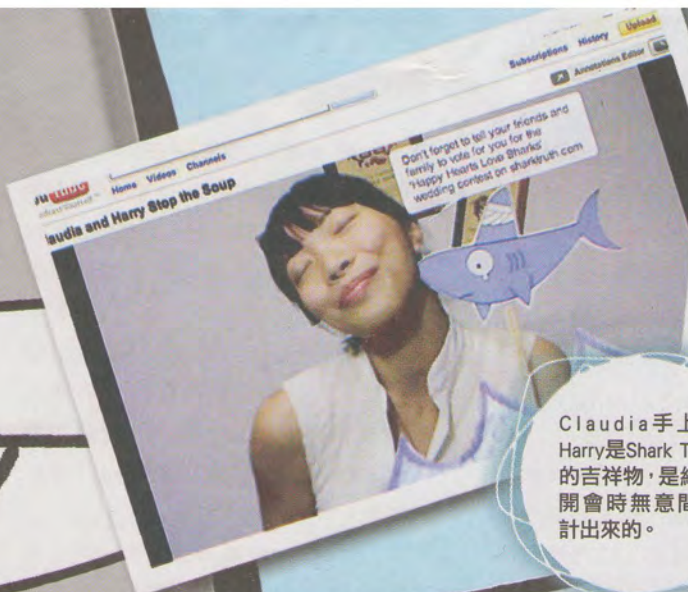 Upload
Subscriptions History
Annotations Editor
Home Videos Channels
audia and Harry Stop the Soup
Don't forget to tell your friends and
family to vote for you for the
"Happy Hearts Love Sharks"
wedding contest on sharktruth.com
Claudia手上
Harry是Shark T
的吉祥物，是
開會時無意間
計出來的。